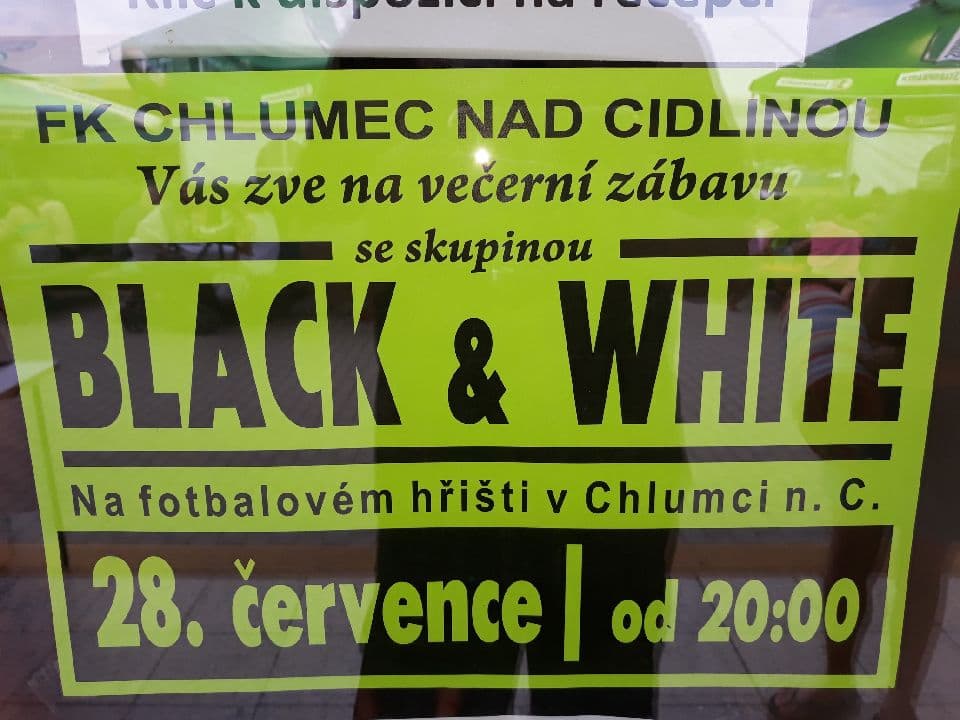 FK CHLUMEC NAD CIDLINOU
Vás zve na večerní zábavu
se skupinou
BLACK & WHITE
Na fotbalovém hřišti v Chlumci n. C.
28. července | od 20:00